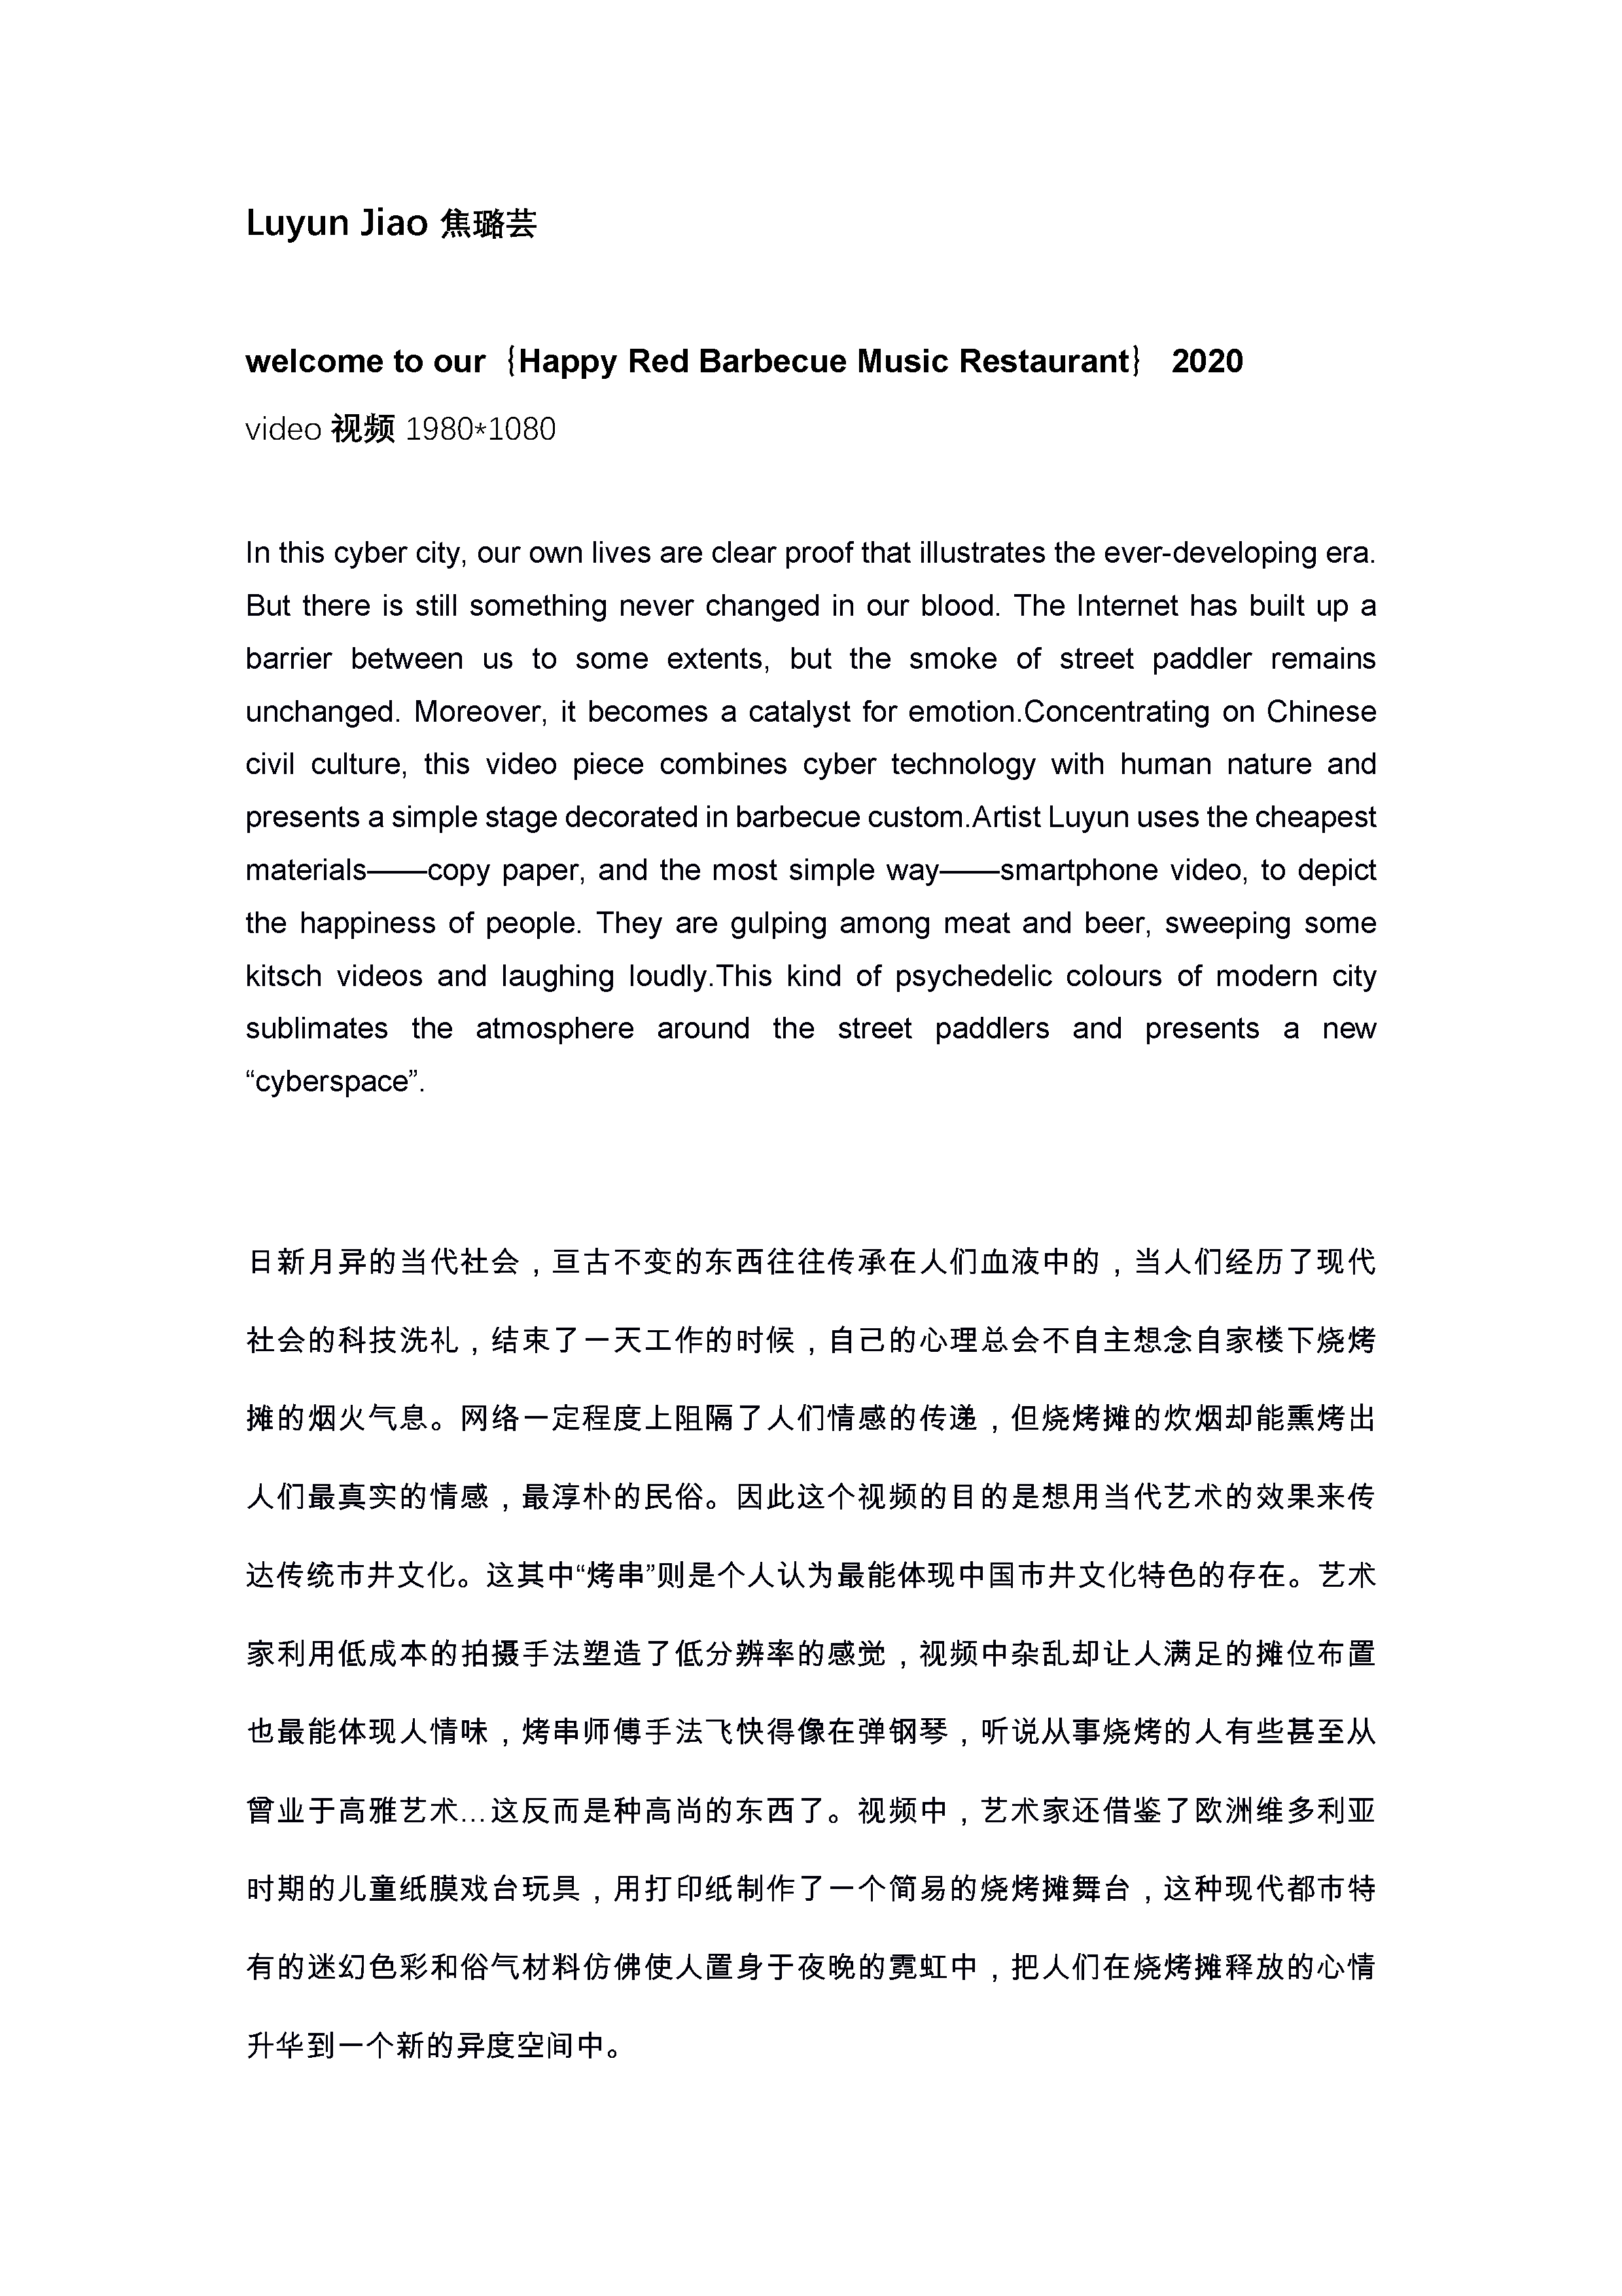 Luyun Jiao 焦璐芸
welcome to our｛Happy Red Barbecue Music Restaurant｝ 2020
video 视频 1980*1080
In this cyber city, our own lives are clear proof that illustrates the ever-developing era.
But there is still something never changed in our blood. The Internet has built up a
barrier between us to some extents, but the smoke of street paddler remains
unchanged. Moreover, it becomes a catalyst for emotion.Concentrating on Chinese
civil culture, this video piece combines cyber technology with human nature and
presents a simple stage decorated in barbecue custom.Artist Luyun uses the cheapest
materials——copy paper, and the most simple way——smartphone video, to depict
the happiness of people. They are gulping among meat and beer, sweeping some
kitsch videos and laughing loudly.This kind of psychedelic colours of modern city
sublimates the atmosphere around the street paddlers and presents a new
“cyberspace”.
日新月异的当代社会，亘古不变的东西往往传承在人们血液中的，当人们经历了现代
社会的科技洗礼，结束了一天工作的时候，自己的心理总会不自主想念自家楼下烧烤
摊的烟火气息。网络一定程度上阻隔了人们情感的传递，但烧烤摊的炊烟却能熏烤出
人们最真实的情感，最淳朴的民俗。因此这个视频的目的是想用当代艺术的效果来传
达传统市井文化。这其中“烤串”则是个人认为最能体现中国市井文化特色的存在。艺术
家利用低成本的拍摄手法塑造了低分辨率的感觉，视频中杂乱却让人满足的摊位布置
也最能体现人情味，烤串师傅手法飞快得像在弹钢琴，听说从事烧烤的人有些甚至从
曾业于高雅艺术…这反而是种高尚的东西了。视频中，艺术家还借鉴了欧洲维多利亚
时期的儿童纸膜戏台玩具，用打印纸制作了一个简易的烧烤摊舞台，这种现代都市特
有的迷幻色彩和俗气材料仿佛使人置身于夜晚的霓虹中，把人们在烧烤摊释放的心情
升华到一个新的异度空间中。